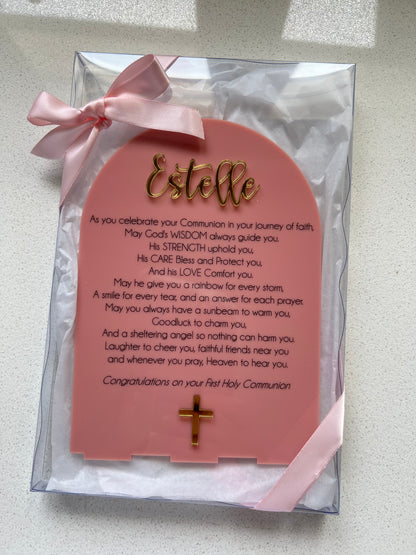 Estelle
As you celebrate your Communion in your journey of faith,
May God's WISDOM always guide you.
His STRENGTH uphold you,
His CARE Bless and Protect you,
And his LOVE Comfort you.
May he give you a rainbow for every storm,
A smile for every tear, and an answer for each prayer.
May you always have a sunbeam to warm you,
Goodluck to charm you,
And a sheltering angel so nothing can harm you.
Laughter to cheer you, faithful friends near you
and whenever you pray, Heaven to hear you.
Congratulations on your First Holy Communion